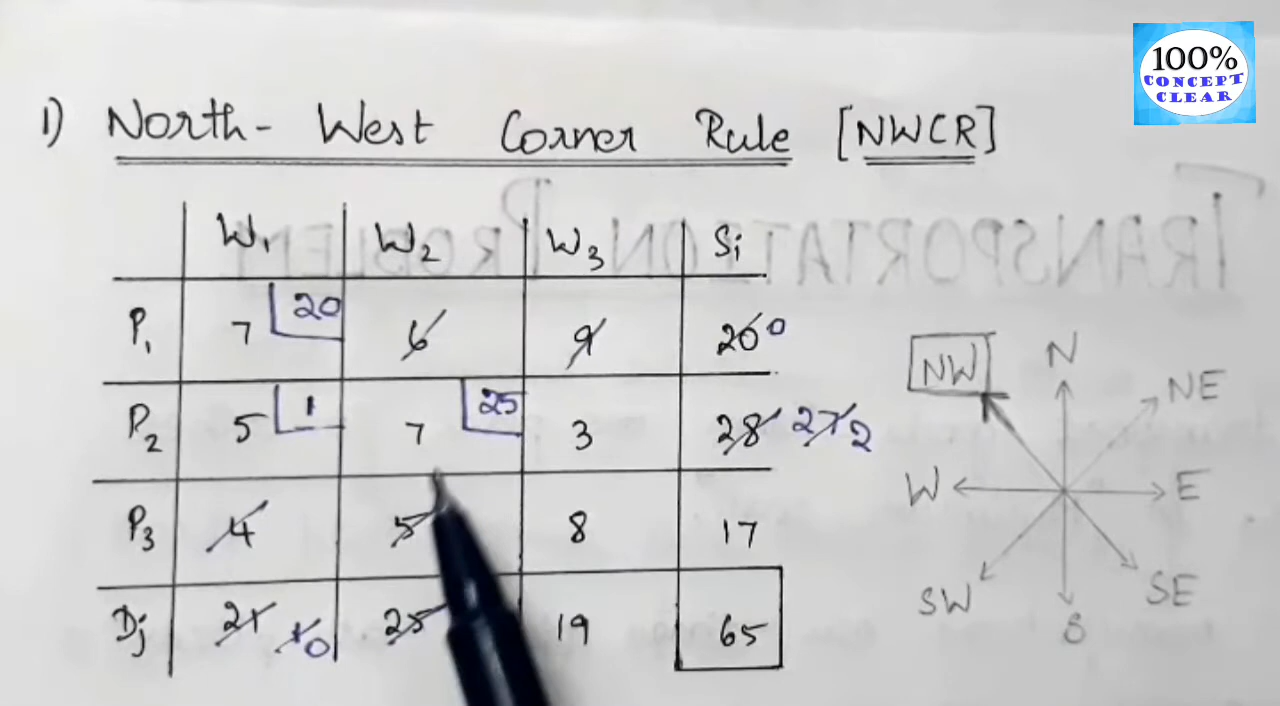 100%
CONCEPT
CLEAR
1) North-West Corner Rule [NWCR]
TRANSPORTATION PROBLEM
W1 W2 W3 Si
P1 7 20 6 9 20 0
P2 5 1 7 25 3 28 27 2
P3 4 5 8 17
Dj 21 1 0 25 19 65
N
NW NE
W E
SW SE
S